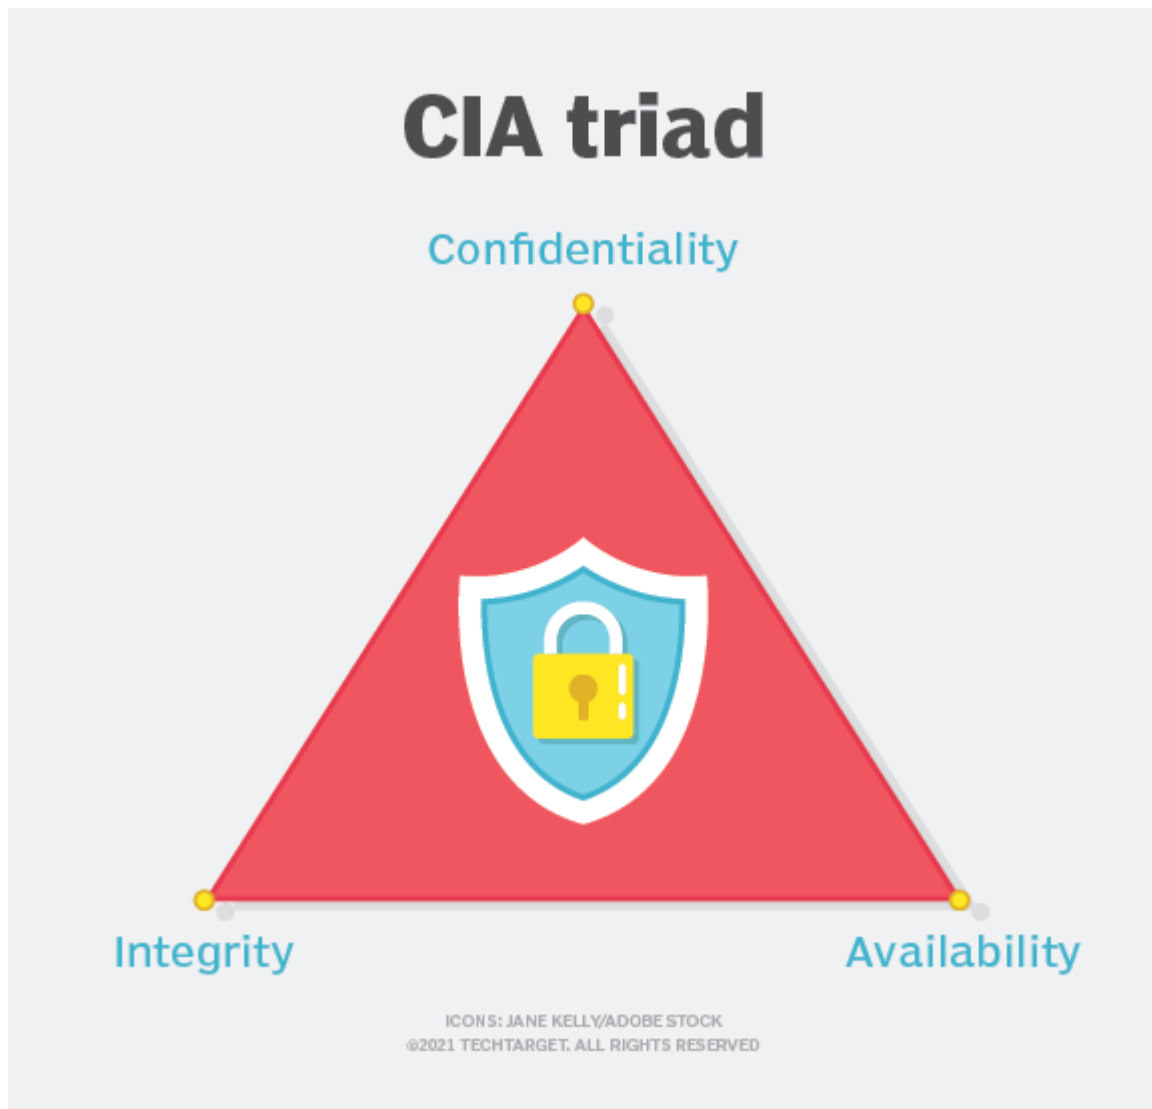 CIA triad
Confidentiality
Integrity
Availability
ICONS: JANE KELLY/ADOBE STOCK
©2021 TECHTARGET. ALL RIGHTS RESERVED